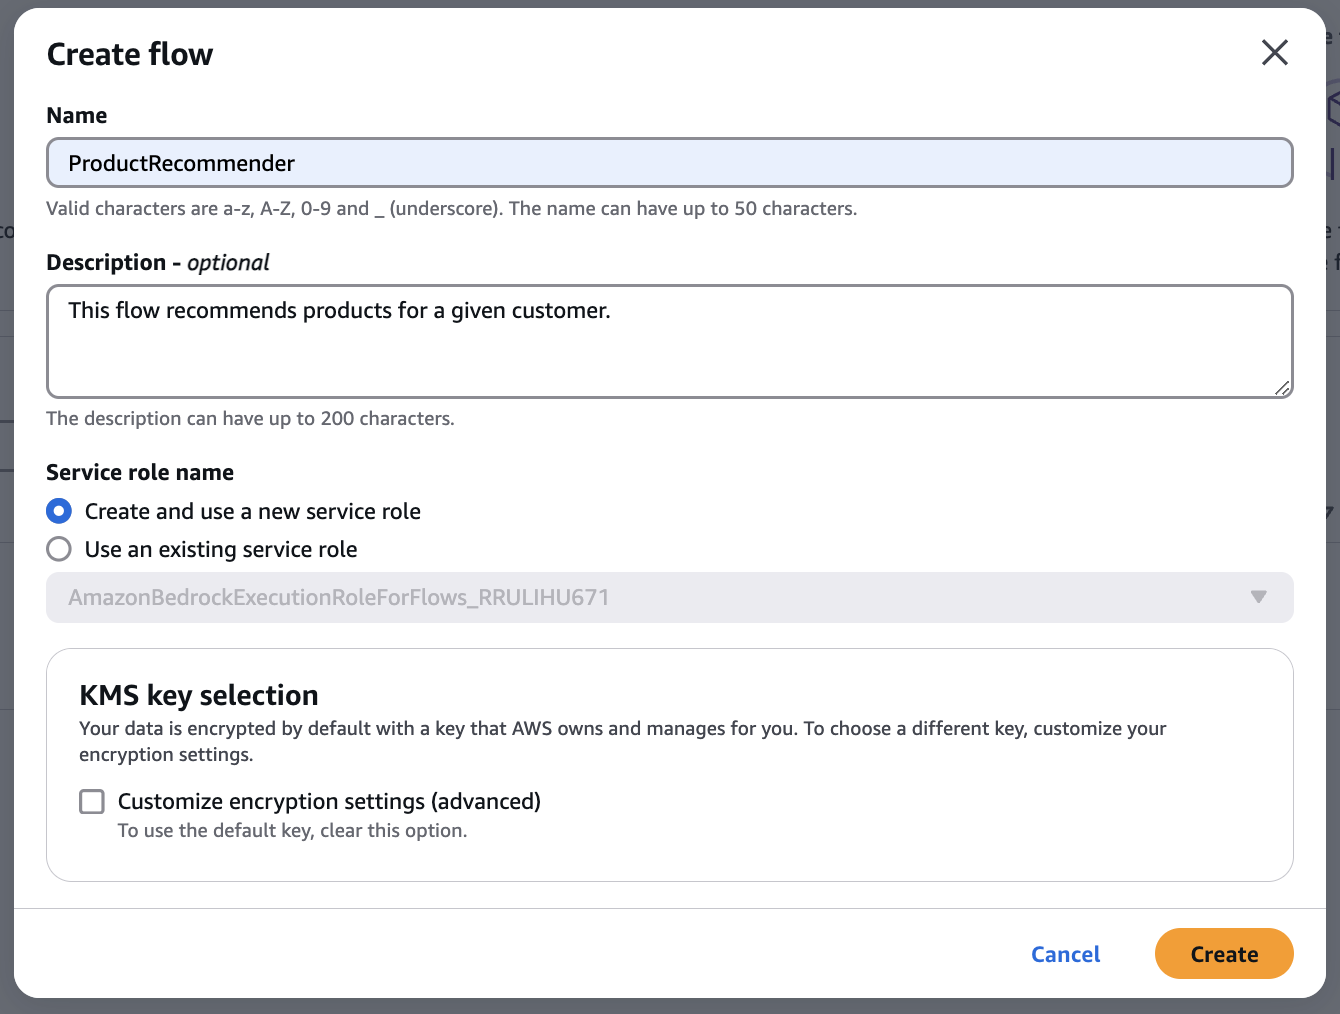 Create flow
Name
ProductRecommender
Valid characters are a-z, A-Z, 0-9 and _ (underscore). The name can have up to 50 characters.
Description - optional
This flow recommends products for a given customer.
The description can have up to 200 characters.
Service role name
Create and use a new service role
Use an existing service role
AmazonBedrockExecutionRoleForFlows_RRULIHU671
KMS key selection
Your data is encrypted by default with a key that AWS owns and manages for you. To choose a different key, customize your
encryption settings.
Customize encryption settings (advanced)
To use the default key, clear this option.
Cancel
Create